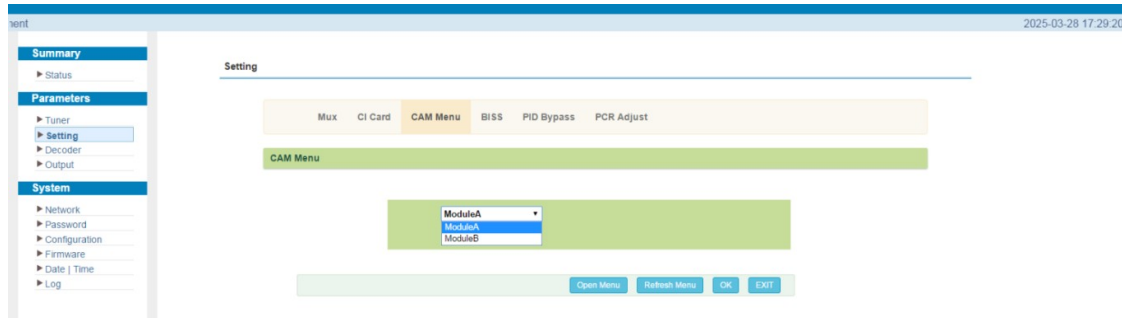 2025-03-28 17:29:20
Summary
Status
Parameters
Tuner
Setting
Decoder
Output
System
Network
Password
Configuration
Firmware
Date | Time
Log
Setting
Mux CI Card CAM Menu BISS PID Bypass PCR Adjust
CAM Menu
ModuleA
ModuleA
ModuleB
Open Menu Refresh Menu OK EXIT